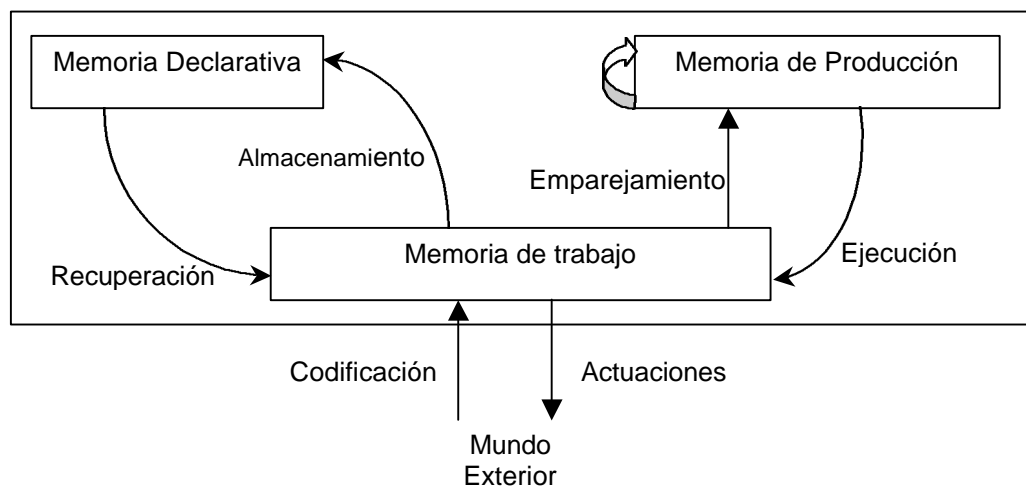 Memoria Declarativa
Memoria de Producción
Almacenamiento
Emparejamiento
Memoria de trabajo
Recuperación
Ejecución
Codificación
Actuaciones
Mundo
Exterior